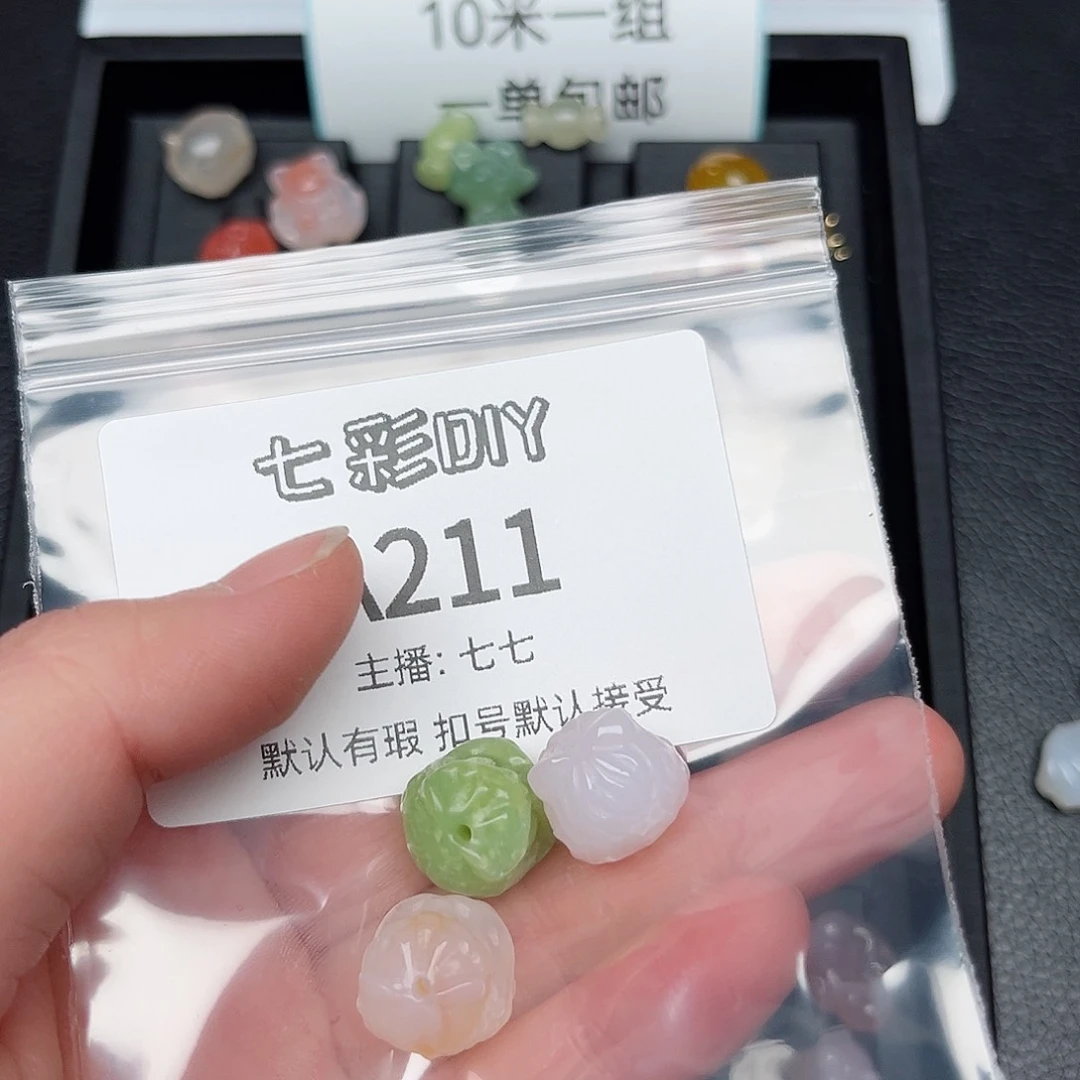 10米一组
一单包邮
七彩DIY
A211
主播：七七
默认有瑕 扣号默认接受